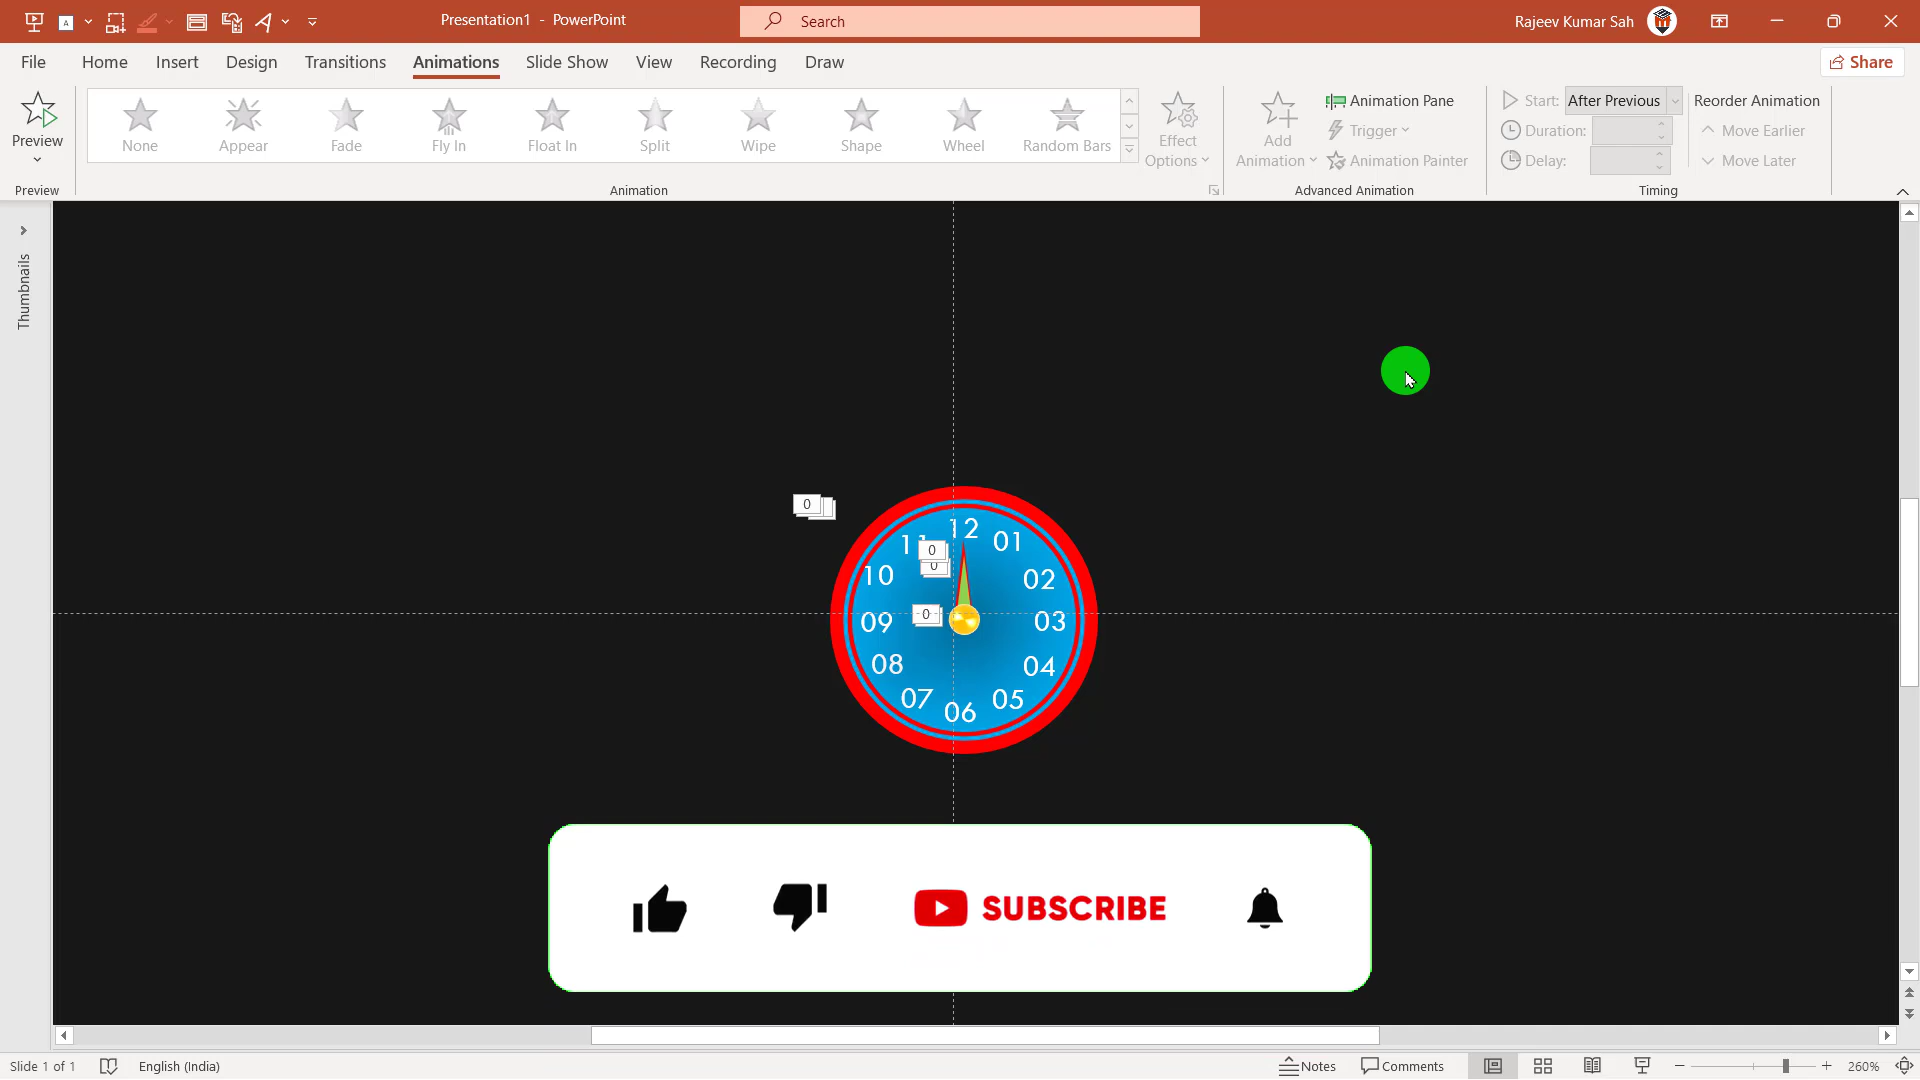 Presentation1 - PowerPoint
Search
Rajeev Kumar Sah
File Home Insert Design Transitions Animations Slide Show View Recording Draw
Share
Preview
None Appear Fade Fly In Float In Split Wipe Shape Wheel Random Bars
Effect Options
Add Animation
Animation Pane
Trigger
Animation Painter
Start: After Previous
Duration:
Delay:
Reorder Animation
Move Earlier
Move Later
Preview Animation Advanced Animation Timing
Thumbnails
0
12
11
01
0
0
10
02
0
09
03
08
04
07
05
06
SUBSCRIBE
Slide 1 of 1 English (India) Notes Comments 260%